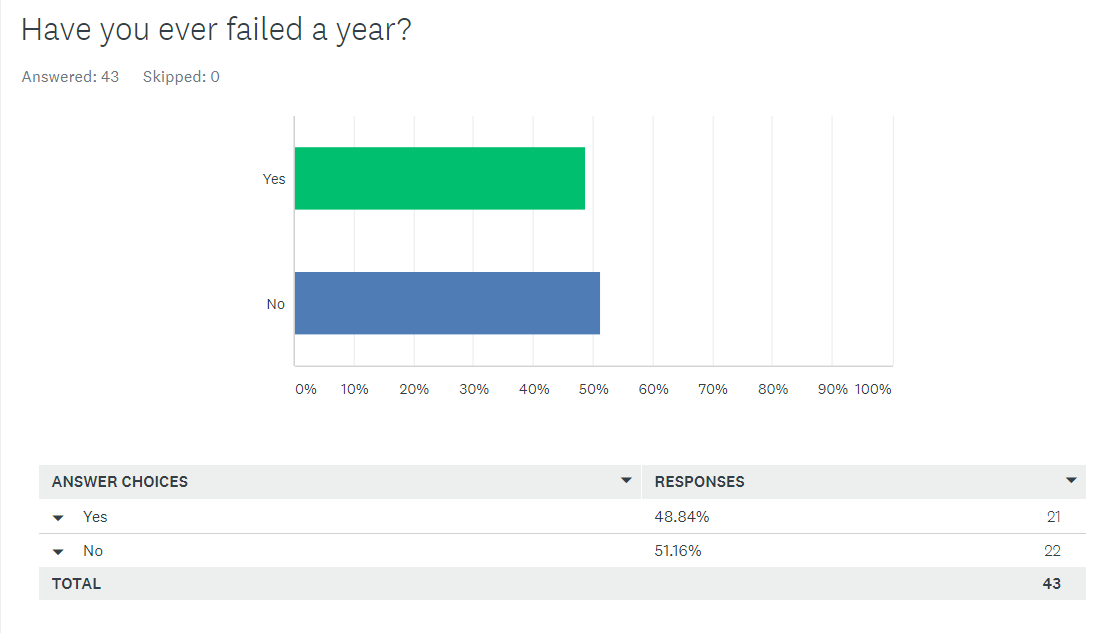 Have you ever failed a year?
Answered: 43 Skipped: 0
Yes
No
0% 10% 20% 30% 40% 50% 60% 70% 80% 90% 100%
ANSWER CHOICES RESPONSES
Yes 48.84% 21
No 51.16% 22
TOTAL 43